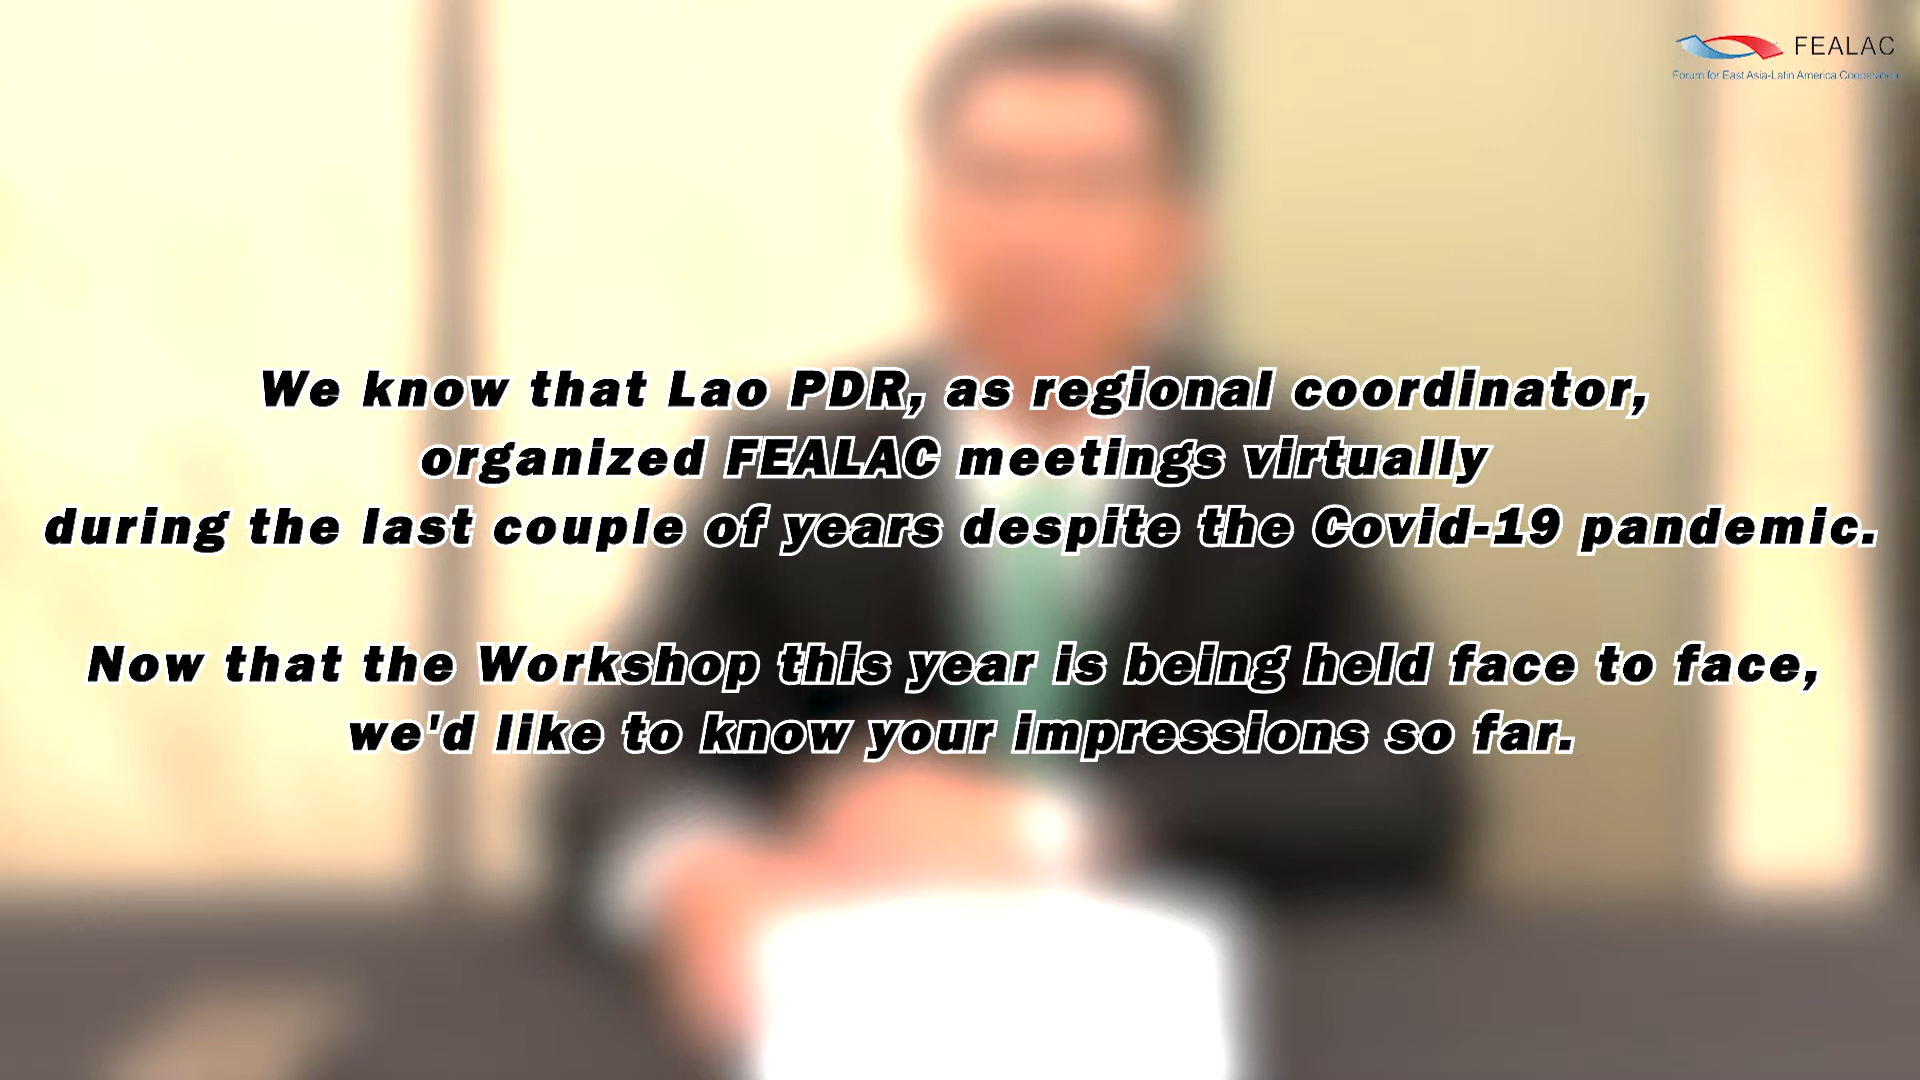 FEALAC
Forum for East Asia-Latin America Cooperation
We know that Lao PDR, as regional coordinator,
organized FEALAC meetings virtually
during the last couple of years despite the Covid-19 pandemic.
Now that the Workshop this year is being held face to face,
we'd like to know your impressions so far.